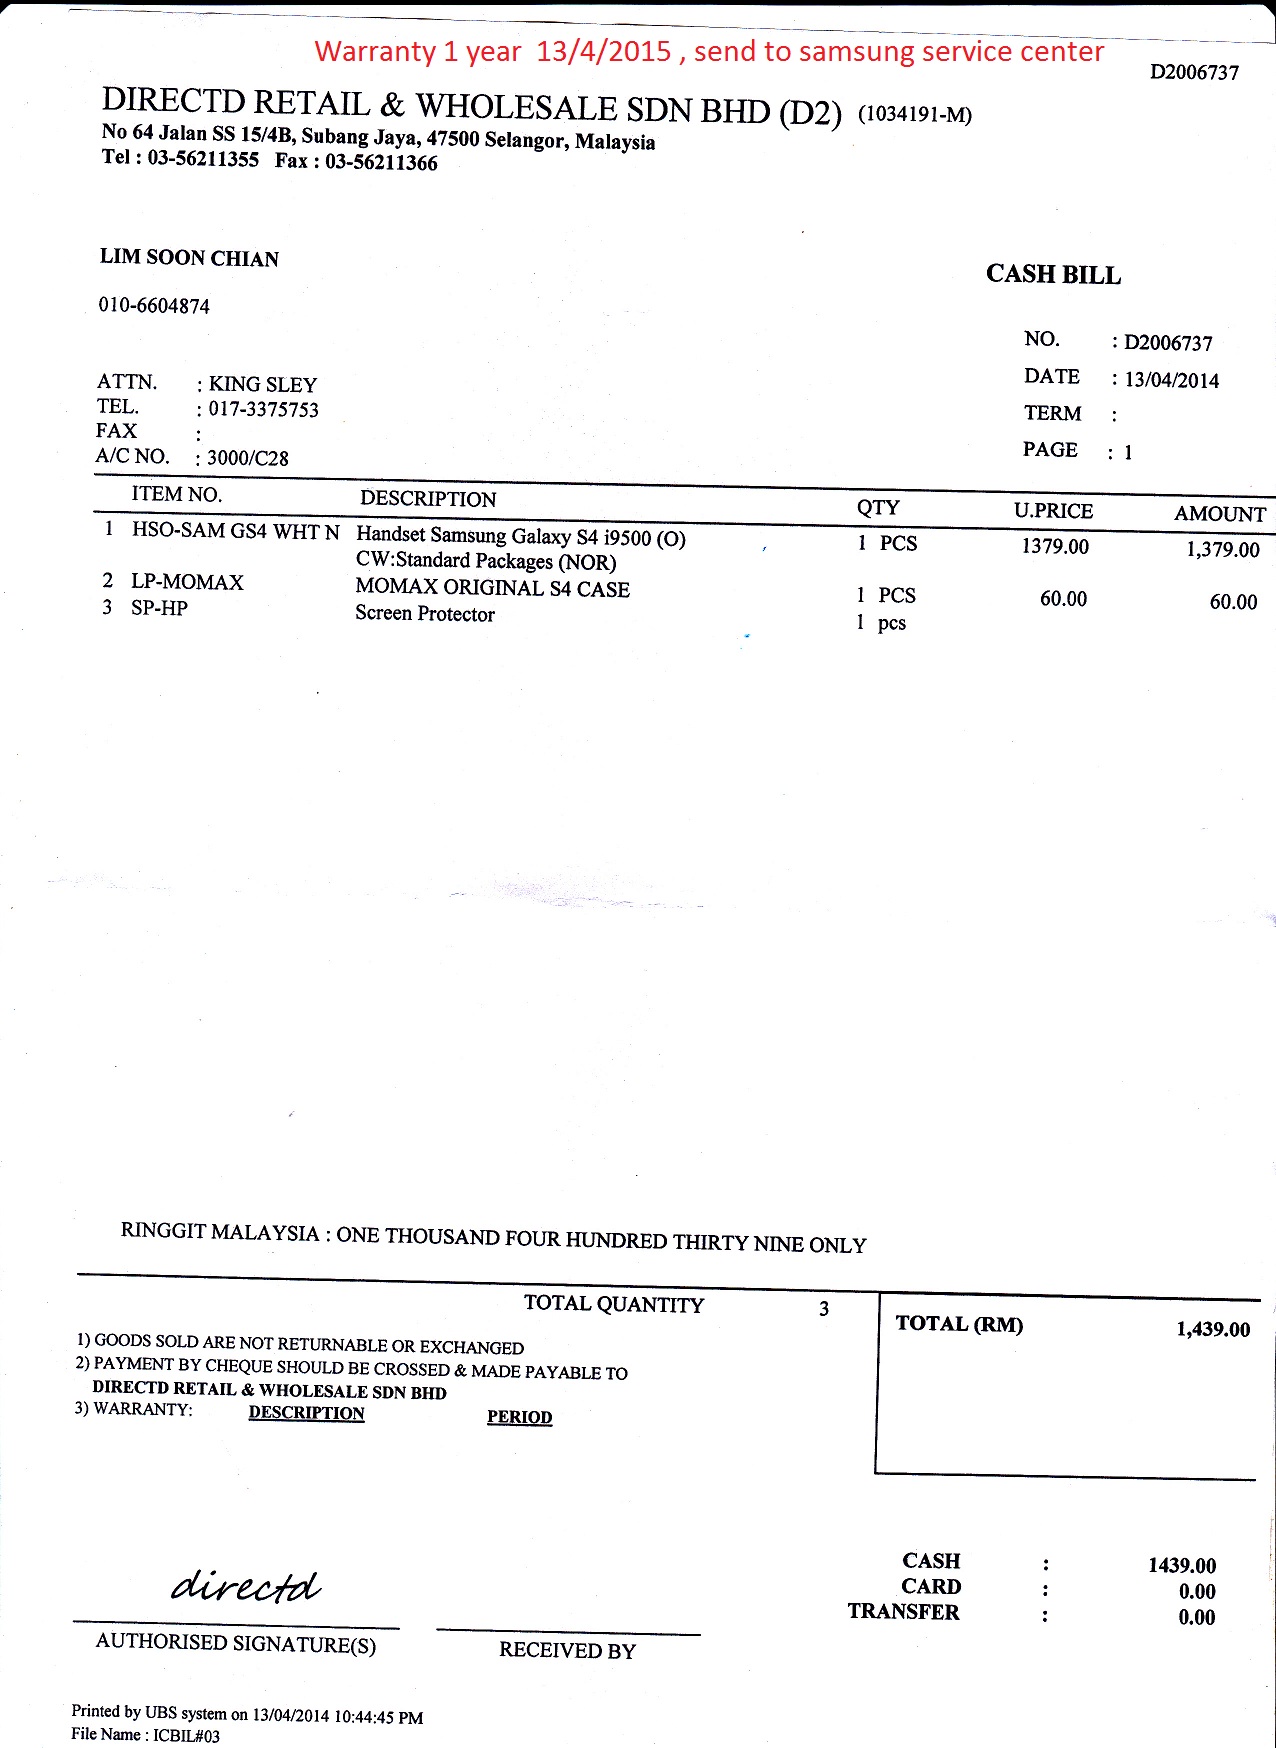 Warranty 1 year 13/4/2015 , send to samsung service center
D2006737
DIRECTD RETAIL & WHOLESALE SDN BHD (D2) (1034191-M)
No 64 Jalan SS 15/4B, Subang Jaya, 47500 Selangor, Malaysia
Tel : 03-56211355 Fax : 03-56211366
LIM SOON CHIAN
CASH BILL
010-6604874
NO. : D2006737
ATTN. : KING SLEY
DATE : 13/04/2014
TEL. : 017-3375753
TERM :
FAX :
A/C NO. : 3000/C28
PAGE : 1
ITEM NO. DESCRIPTION QTY U.PRICE AMOUNT
1 HSO-SAM GS4 WHT N Handset Samsung Galaxy S4 i9500 (O) 1 PCS 1379.00 1,379.00
CW:Standard Packages (NOR)
2 LP-MOMAX MOMAX ORIGINAL S4 CASE 1 PCS 60.00 60.00
3 SP-HP Screen Protector 1 pcs
RINGGIT MALAYSIA : ONE THOUSAND FOUR HUNDRED THIRTY NINE ONLY
TOTAL QUANTITY 3
TOTAL (RM) 1,439.00
1) GOODS SOLD ARE NOT RETURNABLE OR EXCHANGED
2) PAYMENT BY CHEQUE SHOULD BE CROSSED & MADE PAYABLE TO
DIRECTD RETAIL & WHOLESALE SDN BHD
3) WARRANTY: DESCRIPTION PERIOD
CASH : 1439.00
CARD : 0.00
TRANSFER : 0.00
directd
AUTHORISED SIGNATURE(S)
RECEIVED BY
Printed by UBS system on 13/04/2014 10:44:45 PM
File Name : ICBIL#03